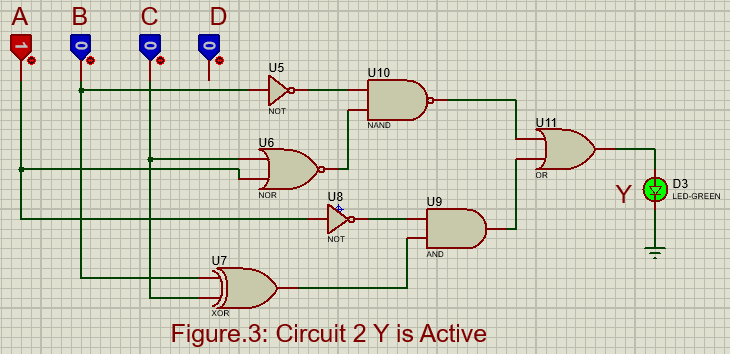 A B C D
1 0 0 0
U5
NOT
U10
NAND
U6
NOR
U11
OR
U8
NOT
U9
AND
U7
XOR
Y
D3
LED-GREEN
Figure.3: Circuit 2 Y is Active